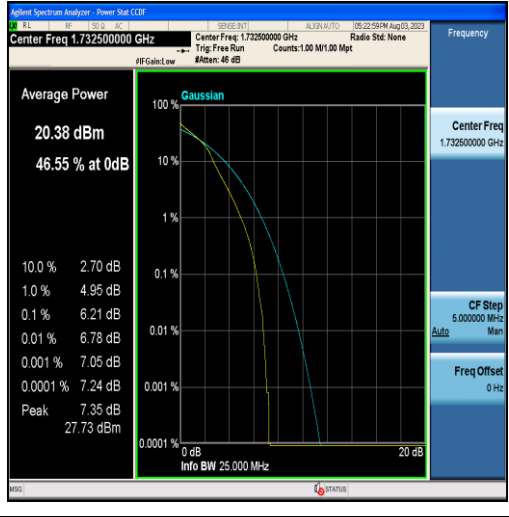 Agilent Spectrum Analyzer - Power Stat CCDF
RL RF 50 Ω AC SENSE:INT ALIGN AUTO 05:22:59 PM Aug 03, 2023
Center Freq 1.732500000 GHz
Center Freq: 1.732500000 GHz Radio Std: None
Trig: Free Run Counts:1.00 M/1.00 Mpt
#IFGain:Low #Atten: 46 dB
Frequency
Average Power
20.38 dBm
46.55 % at 0dB
10.0 % 2.70 dB
1.0 % 4.95 dB
0.1 % 6.21 dB
0.01 % 6.78 dB
0.001 % 7.05 dB
0.0001 % 7.24 dB
Peak 7.35 dB
27.73 dBm
Gaussian
100 %
10 %
1 %
0.1 %
0.01 %
0.001 %
0.0001 %
0 dB 20 dB
Info BW 25.000 MHz
Center Freq
1.732500000 GHz
CF Step
5.000000 MHz
Auto Man
Freq Offset
0 Hz
MSG STATUS